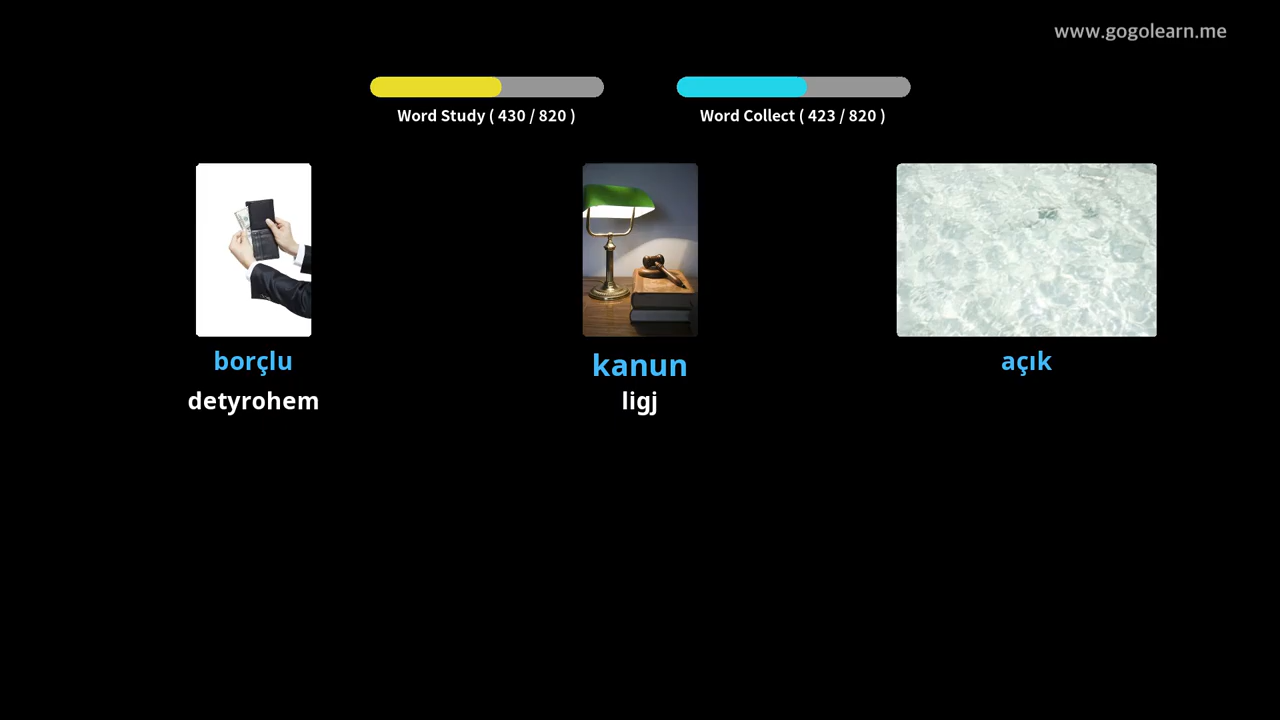 www.gogolearn.me
Word Study ( 430 / 820 )
Word Collect ( 423 / 820 )
borçlu
kanun
açık
detyrohem
ligj